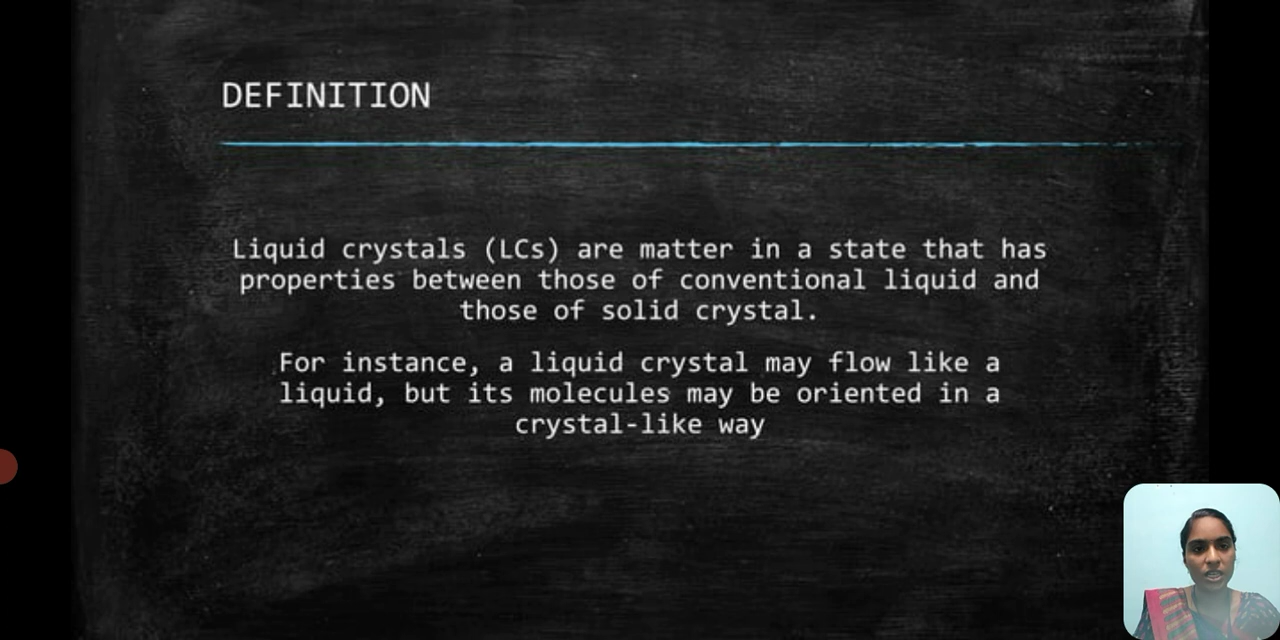 DEFINITION
Liquid crystals (LCs) are matter in a state that has
properties between those of conventional liquid and
those of solid crystal.
For instance, a liquid crystal may flow like a
liquid, but its molecules may be oriented in a
crystal-like way